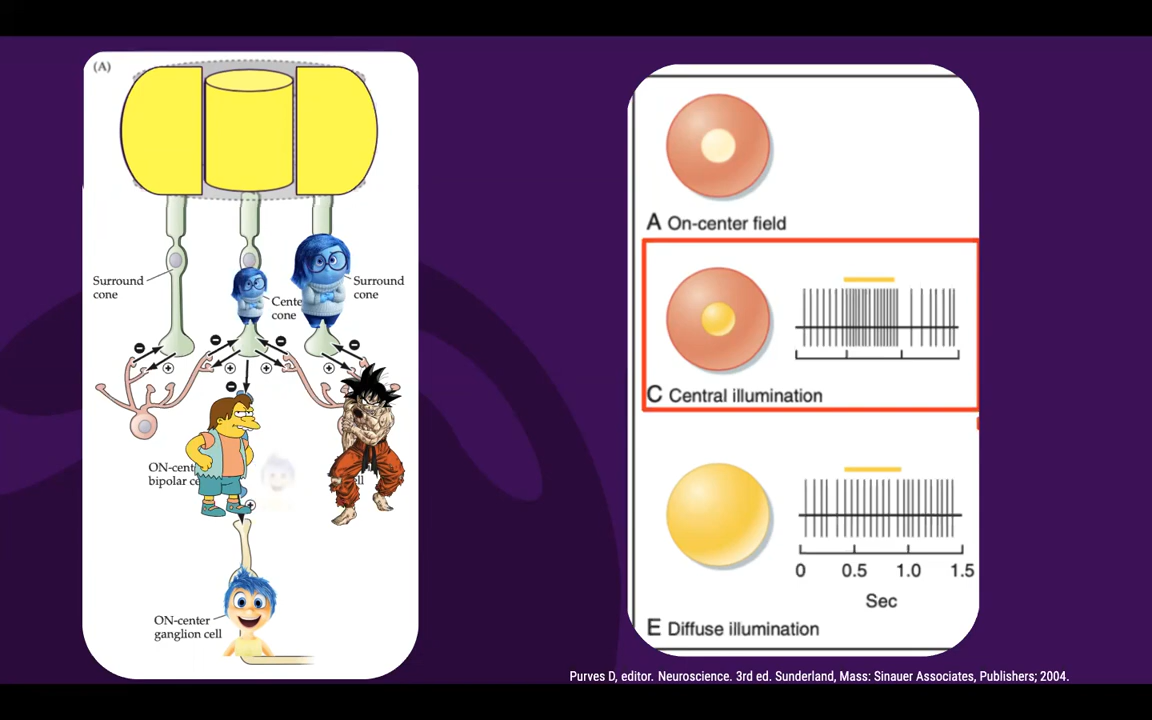 (A)
Surround
cone
Cente
cone
Surround
cone
ON-cent
bipolar ce
ell
ON-center
ganglion cell
A On-center field
C Central illumination
0 0.5 1.0 1.5
Sec
E Diffuse illumination
Purves D, editor. Neuroscience. 3rd ed. Sunderland, Mass: Sinauer Associates, Publishers; 2004.